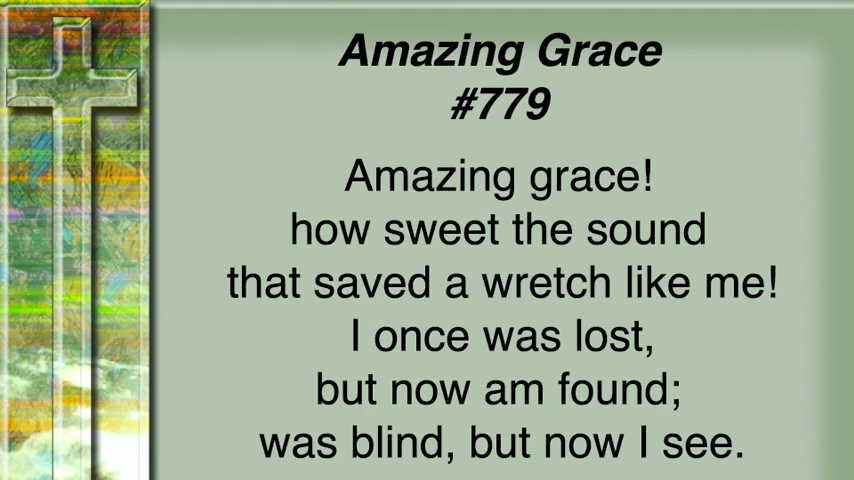 Amazing Grace
#779
Amazing grace!
how sweet the sound
that saved a wretch like me!
I once was lost,
but now am found;
was blind, but now I see.